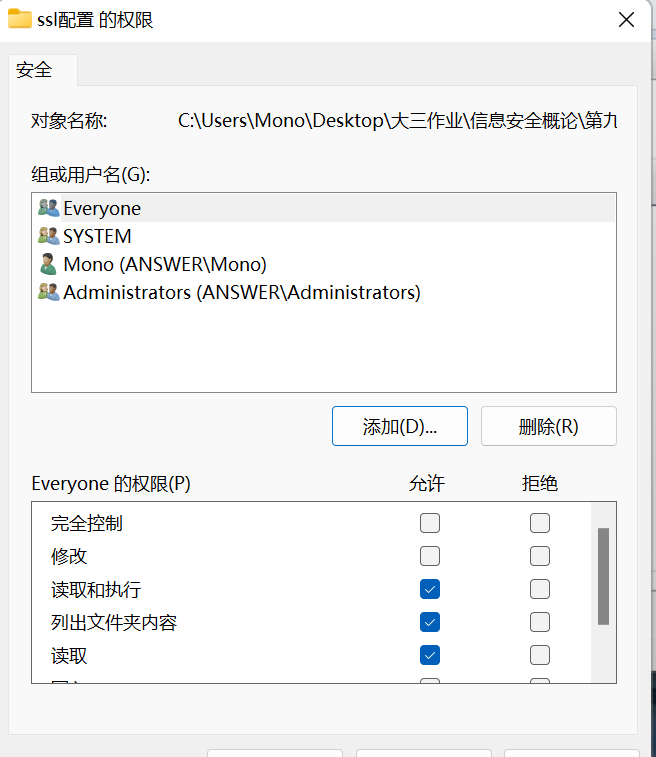 ssl配置 的权限
安全
对象名称: C:\Users\Mono\Desktop\大三作业\信息安全概论\第九
组或用户名(G):
Everyone
SYSTEM
Mono (ANSWER\Mono)
Administrators (ANSWER\Administrators)
添加(D)... 删除(R)
Everyone 的权限(P) 允许 拒绝
完全控制
修改
读取和执行
列出文件夹内容
读取